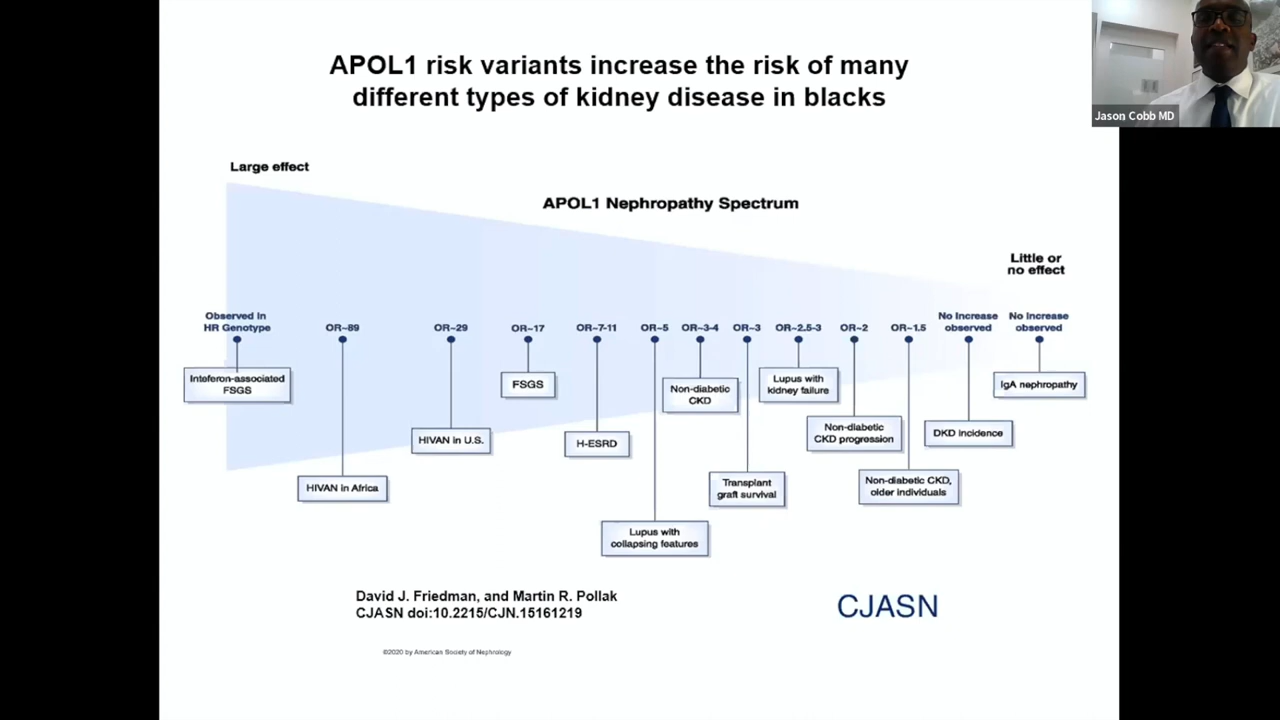 APOL1 risk variants increase the risk of many
different types of kidney disease in blacks
Jason Cobb MD
Large effect
APOL1 Nephropathy Spectrum
Little or
no effect
Observed in
HR Genotype
OR~89
OR~29
OR~17
OR~7-11
OR~5
OR~3-4
OR~3
OR~2.5-3
OR~2
OR~1.5
No increase
observed
No increase
observed
Inteferon-associated
FSGS
HIVAN in Africa
HIVAN in U.S.
FSGS
H-ESRD
Lupus with
collapsing features
Non-diabetic
CKD
Transplant
graft survival
Lupus with
kidney failure
Non-diabetic
CKD progression
Non-diabetic CKD,
older individuals
DKD incidence
IgA nephropathy
David J. Friedman, and Martin R. Pollak
CJASN doi:10.2215/CJN.15161219
CJASN
©2020 by American Society of Nephrology